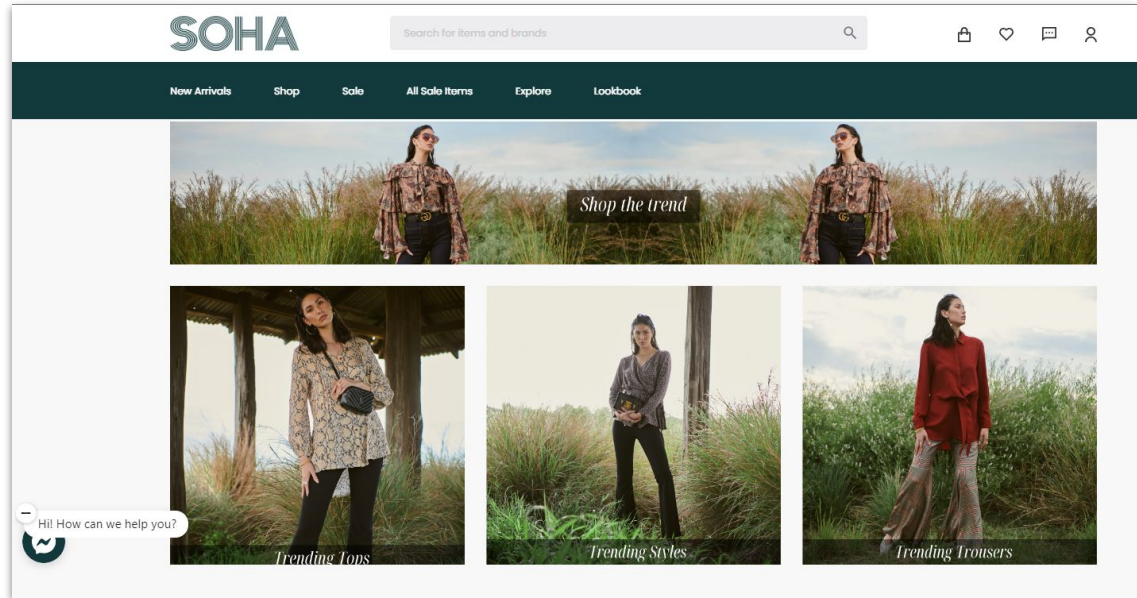 SOHA
Search for items and brands
New Arrivals Shop Sale All Sale Items Explore Lookbook
Shop the trend
Hi! How can we help you?
Trending Tops
Trending Styles
Trending Trousers